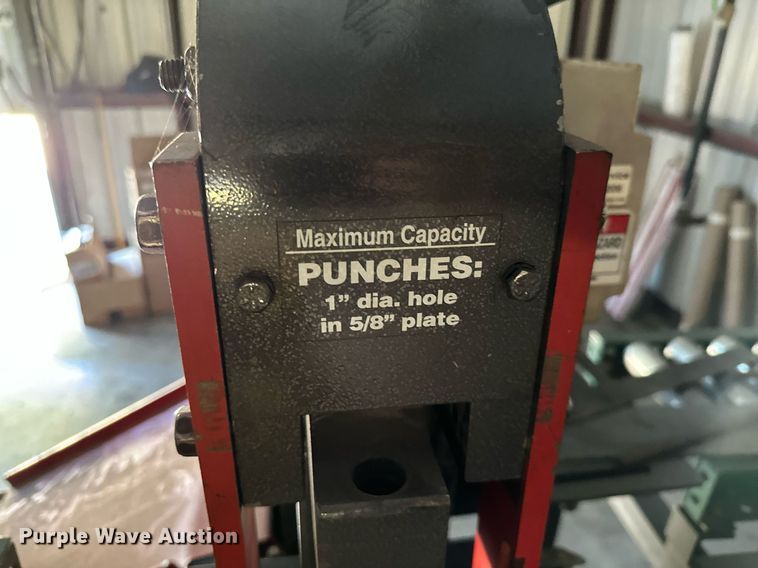 Maximum Capacity
PUNCHES:
1" dia. hole
in 5/8" plate
Purple Wave Auction